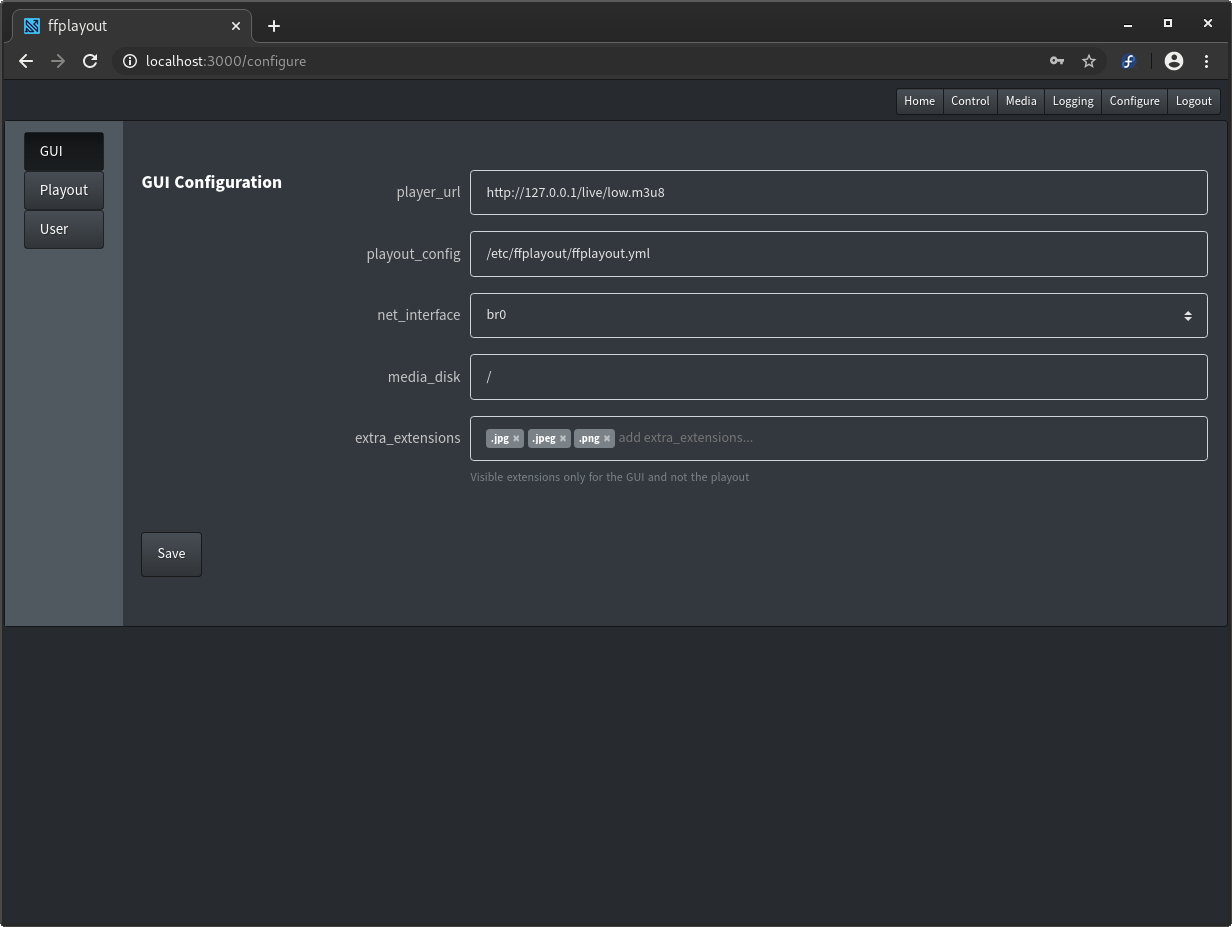 ffplayout
localhost:3000/configure
Home Control Media Logging Configure Logout
GUI
Playout
User
GUI Configuration
player_url http://127.0.0.1/live/low.m3u8
playout_config /etc/ffplayout/ffplayout.yml
net_interface br0
media_disk /
extra_extensions .jpg × .jpeg × .png × add extra_extensions...
Visible extensions only for the GUI and not the playout
Save